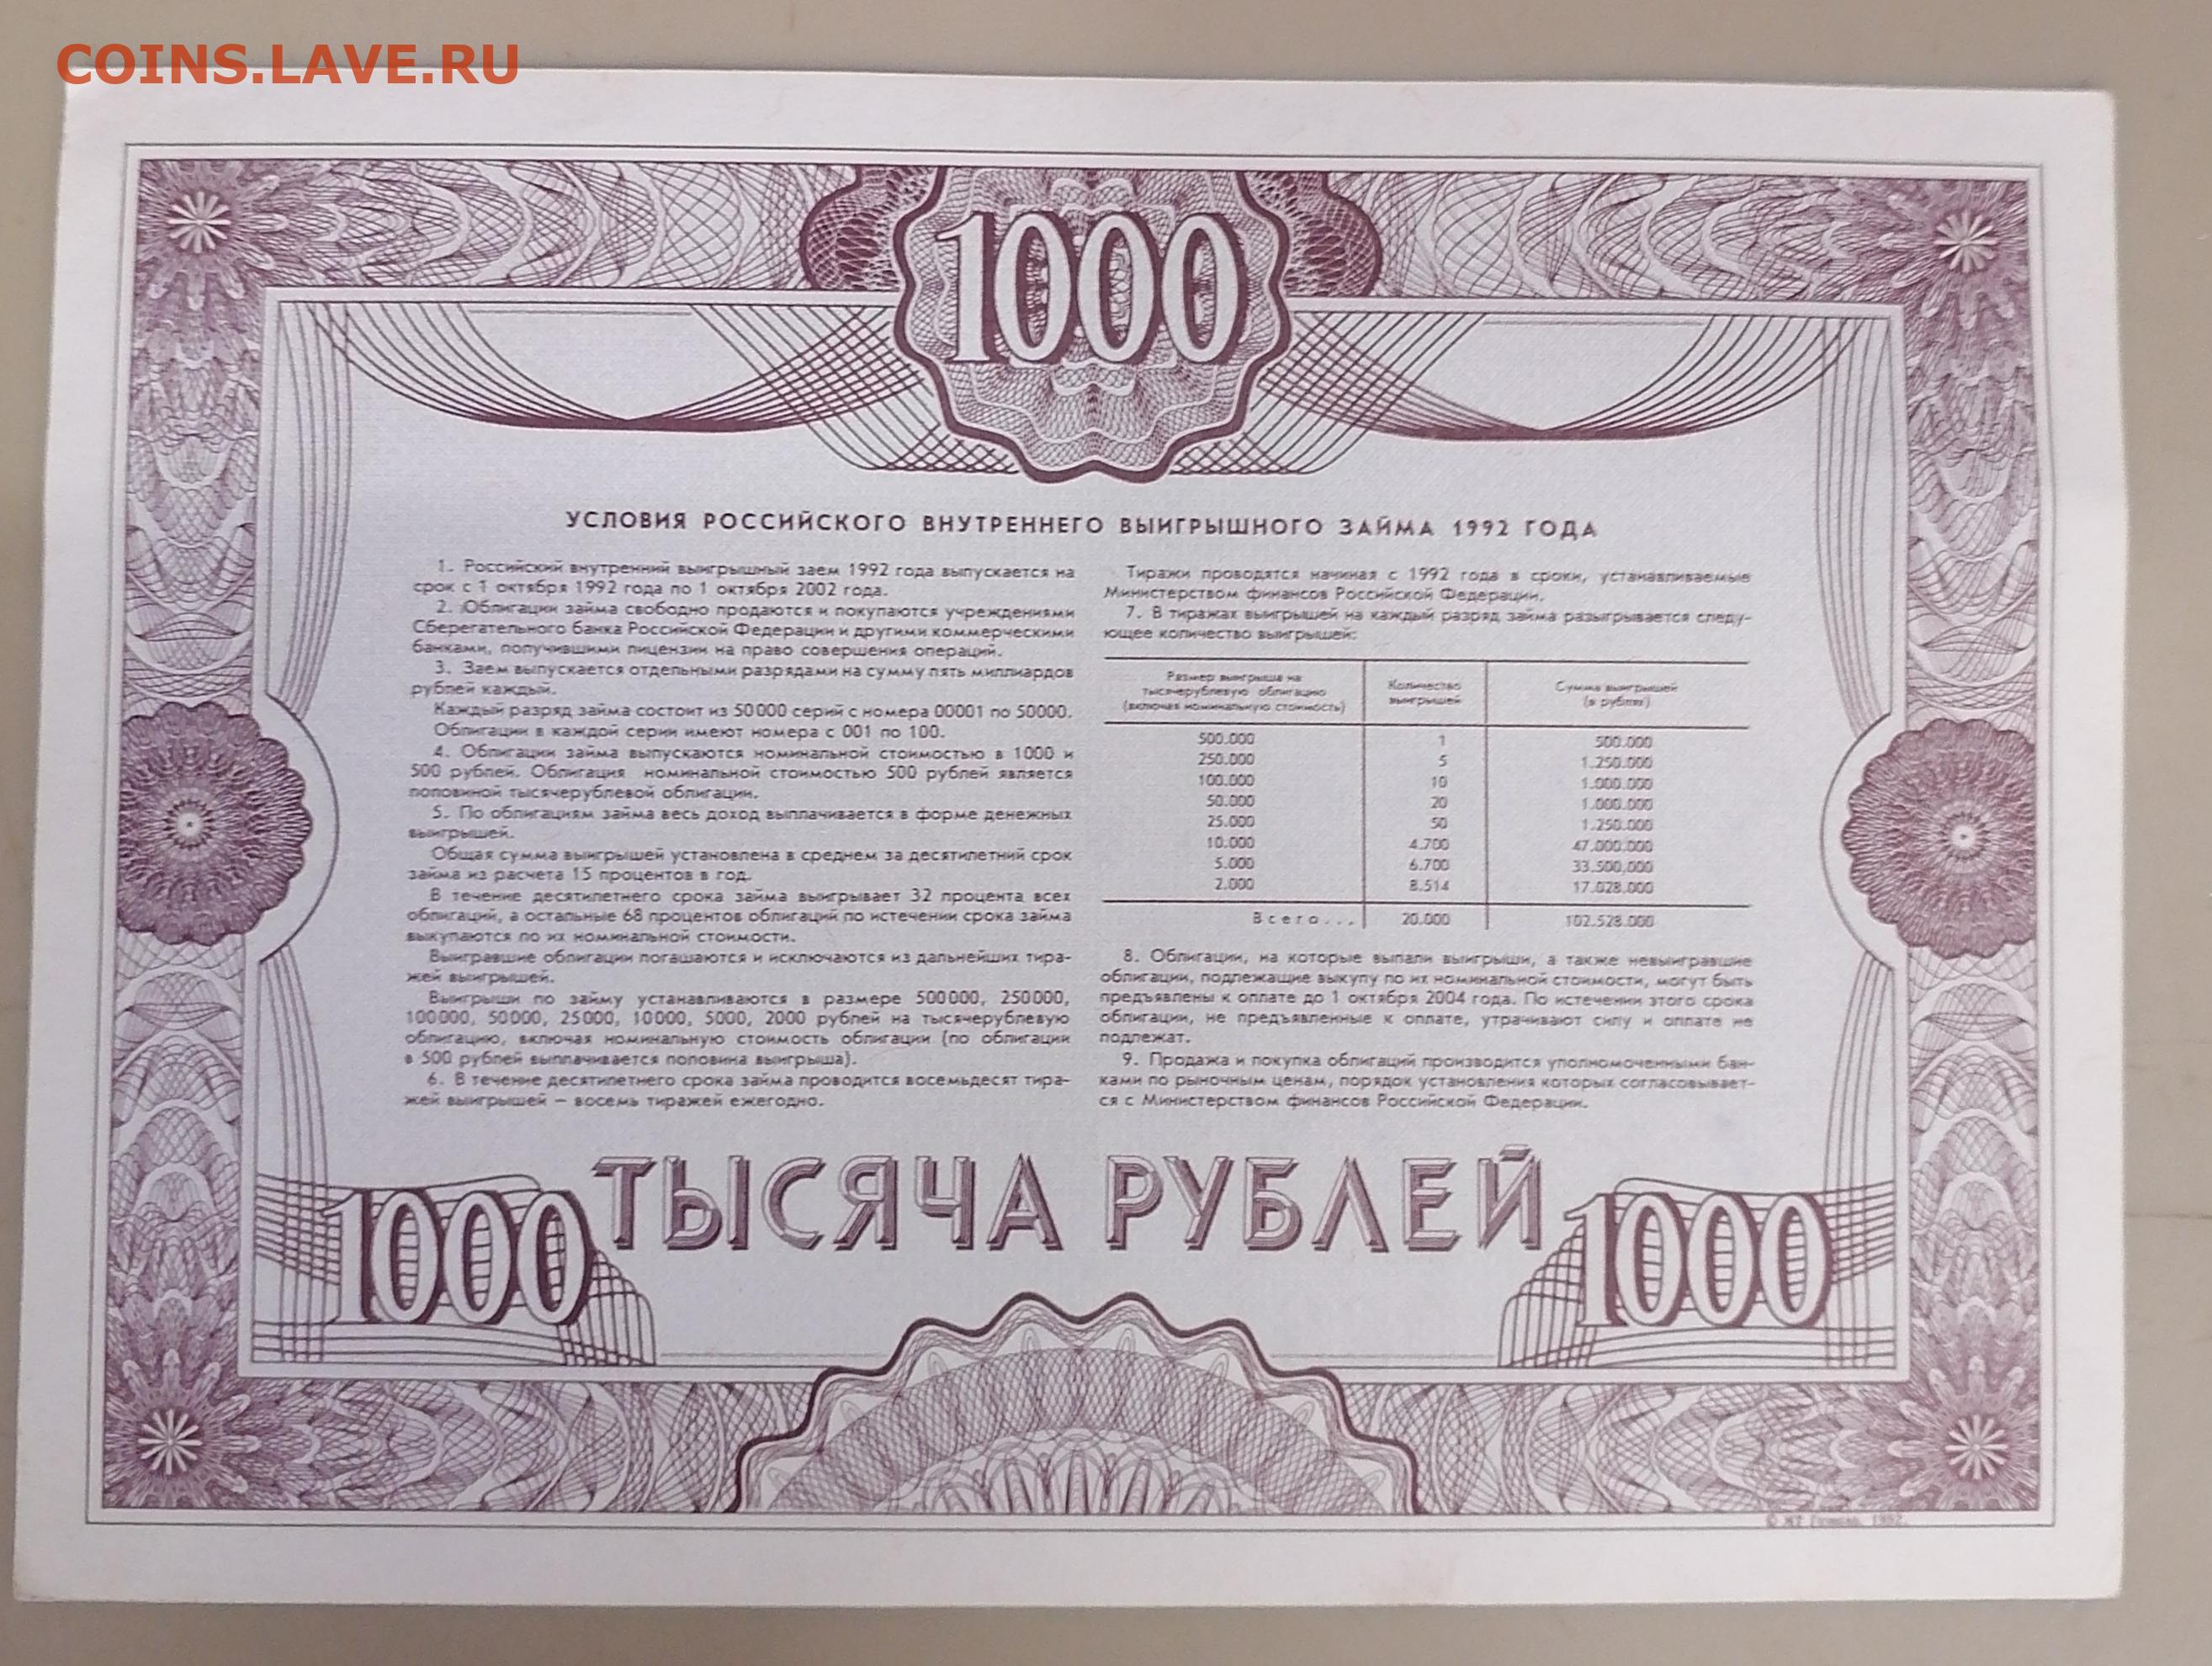 COINS.LAVE.RU
1000
УСЛОВИЯ РОССИЙСКОГО ВНУТРЕННЕГО ВЫИГРЫШНОГО ЗАЙМА 1992 ГОДА
1. Российский внутренний выигрышный заем 1992 года выпускается на
срок с 1 октября 1992 года по 1 октября 2002 года.
2. Облигации займа свободно продаются и покупаются учреждениями
Сберегательного банка Российской Федерации и другими коммерческими
банками, получившими лицензии на право совершения операций.
3. Заем выпускается отдельными разрядами на сумму пять миллиардов
рублей каждый.
Каждый разряд займа состоит из 50000 серий с номера 00001 по 50000.
Облигации в каждой серии имеют номера с 001 по 100.
4. Облигации займа выпускаются номинальной стоимостью в 1000 и
500 рублей. Облигация номинальной стоимостью 500 рублей является
половиной тысячерублевой облигации.
5. По облигациям займа весь доход выплачивается в форме денежных
выигрышей.
Общая сумма выигрышей установлена в среднем за десятилетний срок
займа из расчета 15 процентов в год.
В течение десятилетнего срока займа выигрывает 32 процента всех
облигаций, а остальные 68 процентов облигаций по истечении срока займа
выкупаются по их номинальной стоимости.
Выигравшие облигации погашаются и исключаются из дальнейших тира-
жей выигрышей.
Выигрыши по займу устанавливаются в размере 500000, 250000,
100000, 50000, 25000, 10000, 5000, 2000 рублей на тысячерублевую
облигацию, включая номинальную стоимость облигации (по облигации
в 500 рублей выплачивается половина выигрыша).
6. В течение десятилетнего срока займа проводится восемьдесят тира-
жей выигрышей – восемь тиражей ежегодно.
Тиражи проводятся начиная с 1992 года в сроки, устанавливаемые
Министерством финансов Российской Федерации.
7. В тиражах выигрышей на каждый разряд займа разыгрывается следу-
ющее количество выигрышей:
Размер выигрыша на тысячерублевую облигацию (включая номинальную стоимость) Количество выигрышей Сумма выигрышей (в рублях)
500.000 1 500.000
250.000 5 1.250.000
100.000 10 1.000.000
50.000 20 1.000.000
25.000 50 1.250.000
10.000 4.700 47.000.000
5.000 6.700 33.500,000
2.000 8.514 17.028.000
Всего... 20.000 102.528.000
8. Облигации, на которые выпали выигрыши, а также невыигравшие
облигации, подлежащие выкупу по их номинальной стоимости, могут быть
предъявлены к оплате до 1 октября 2004 года. По истечении этого срока
облигации, не предъявленные к оплате, утрачивают силу и оплате не
подлежат.
9. Продажа и покупка облигаций производится уполномоченными бан-
ками по рыночным ценам, порядок установления которых согласовывает-
ся с Министерством финансов Российской Федерации.
1000 ТЫСЯЧА РУБЛЕЙ 1000
1992.